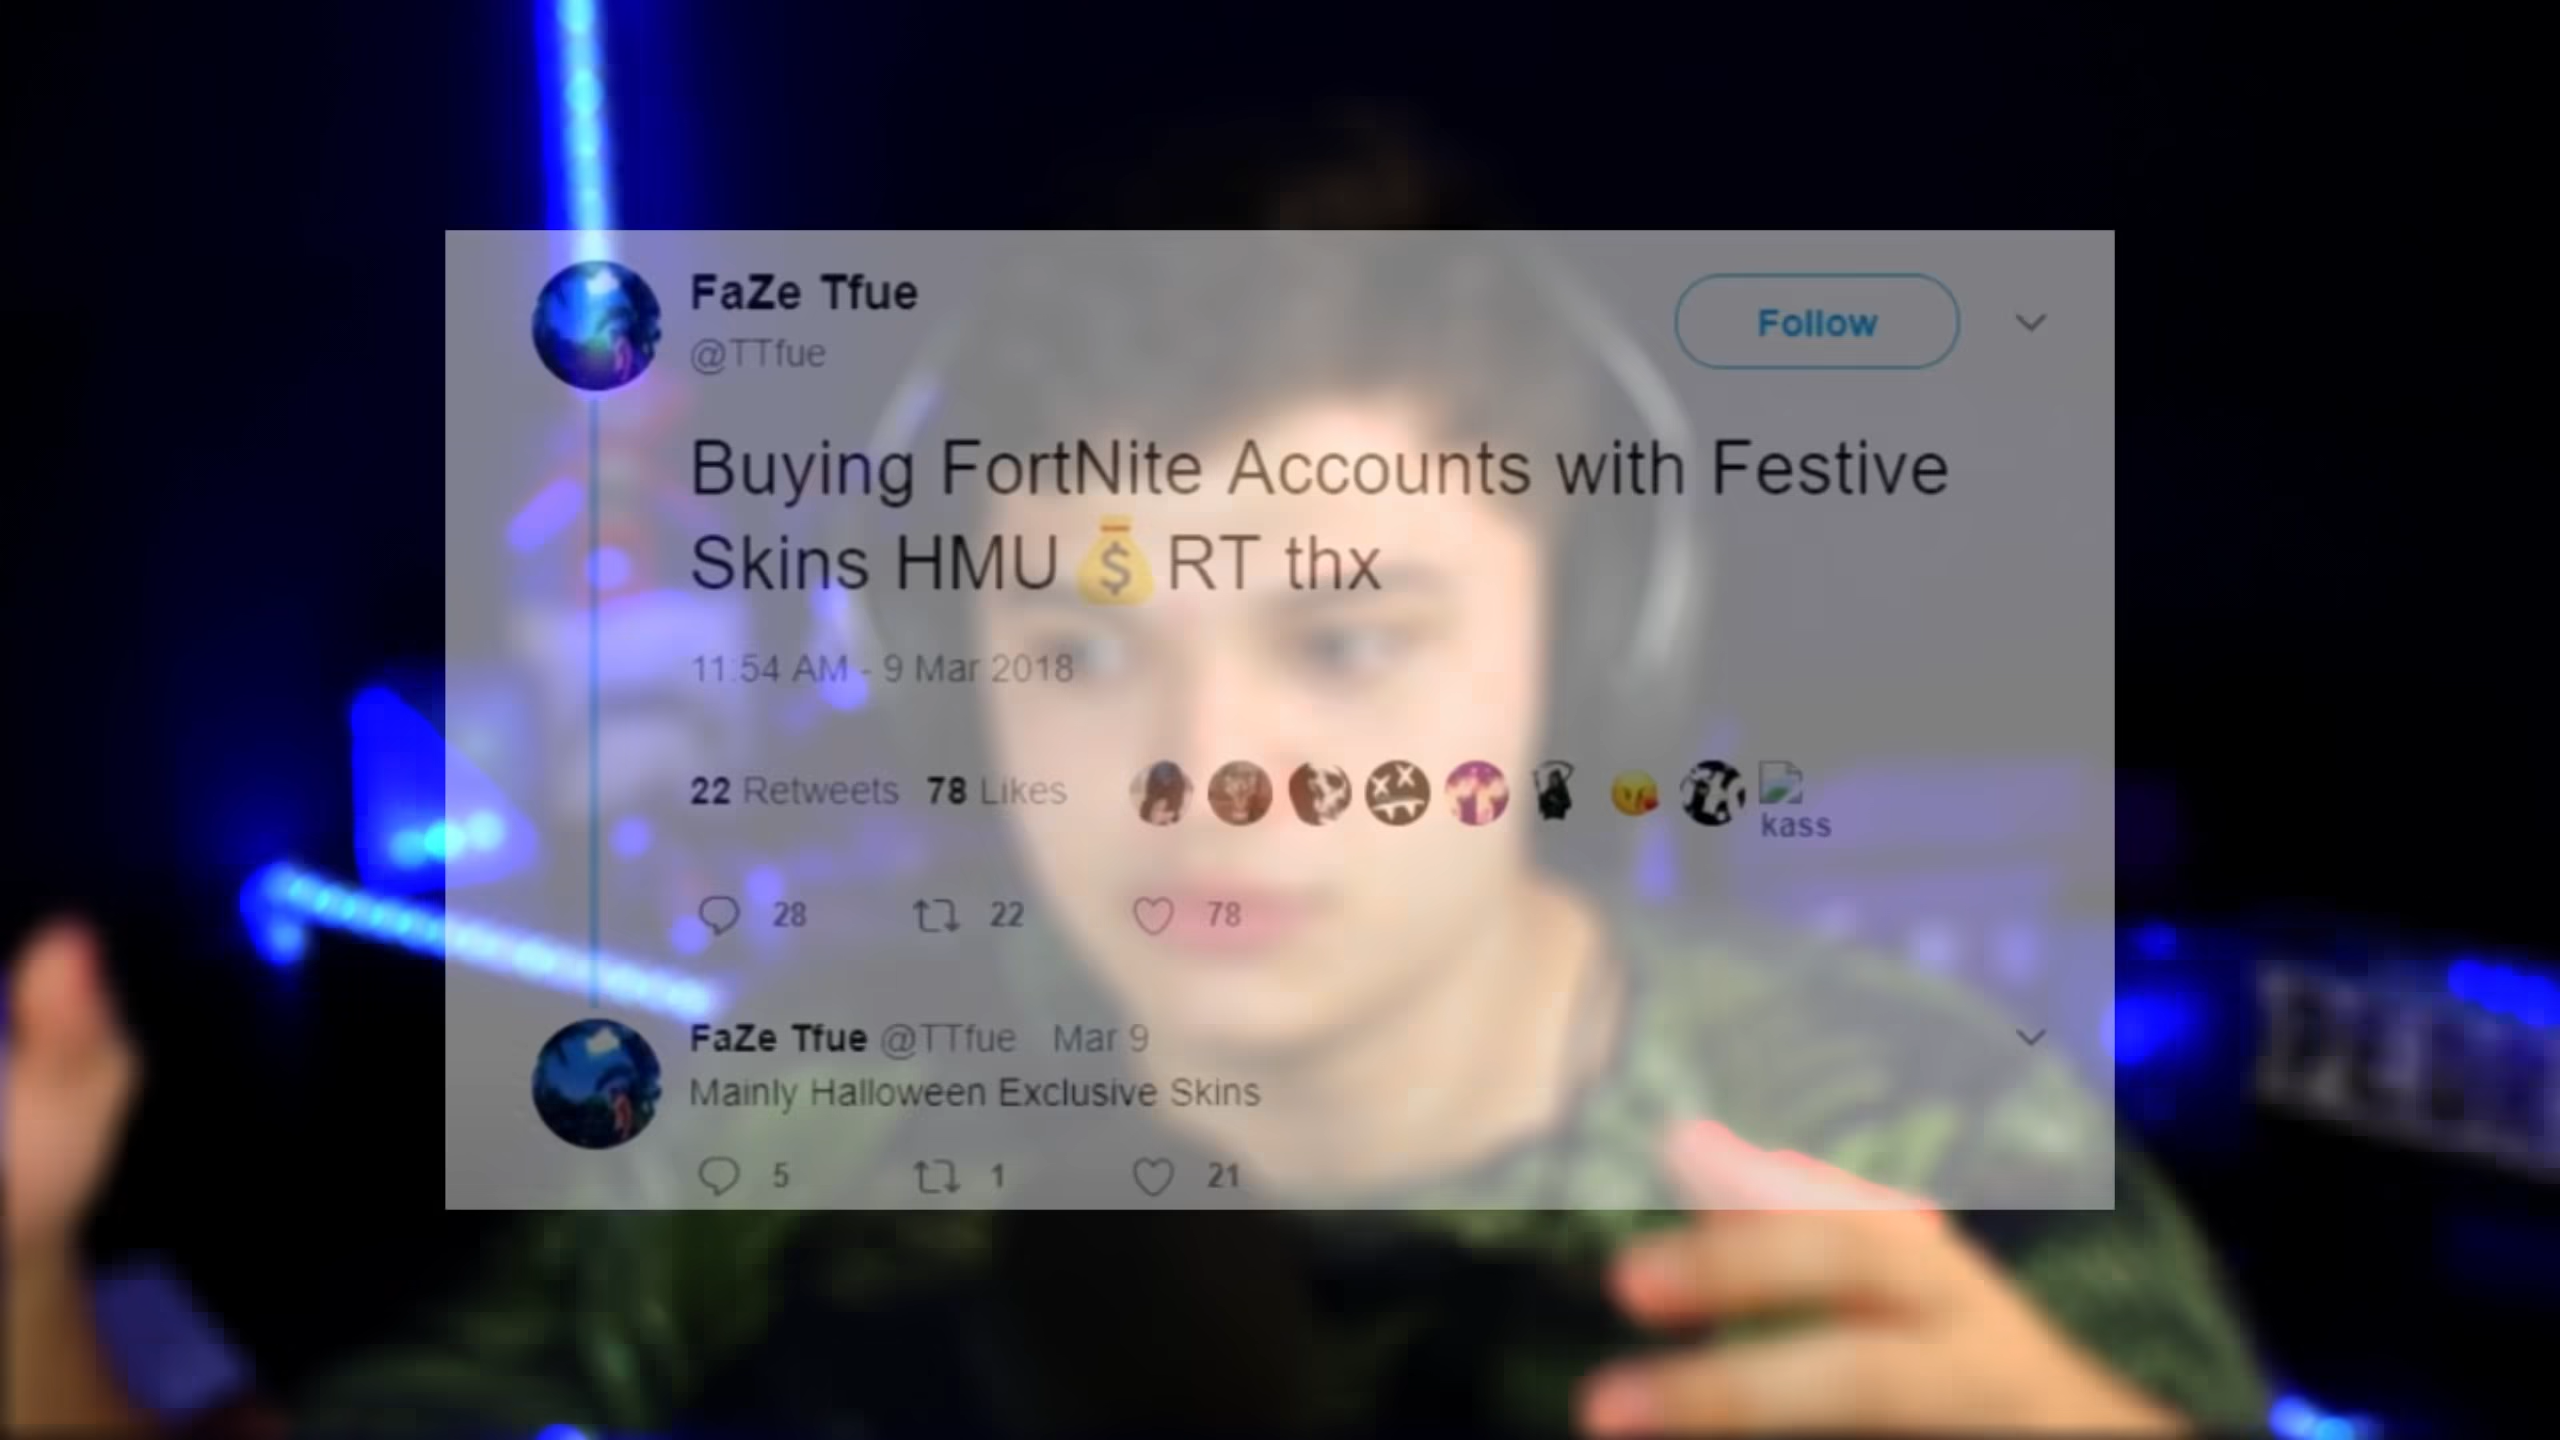 FaZe Tfue
@TTfue
Follow
Buying FortNite Accounts with Festive
Skins HMU 💰 RT thx
11:54 AM - 9 Mar 2018
22 Retweets 78 Likes
kass
28 22 78
FaZe Tfue @TTfue Mar 9
Mainly Halloween Exclusive Skins
5 1 21